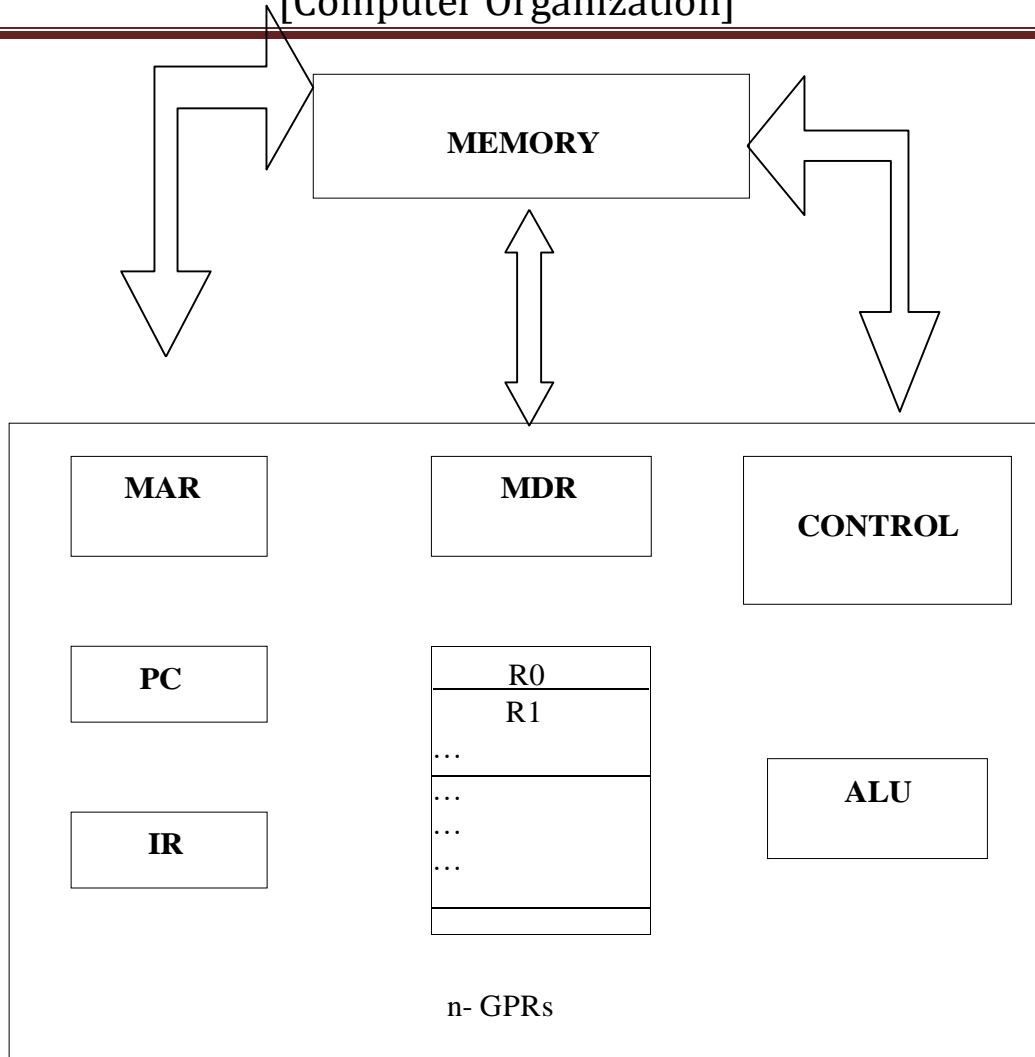 [Computer Organization]
MEMORY
MAR
MDR
CONTROL
PC
R0
R1
…
…
…
…
IR
ALU
n- GPRs